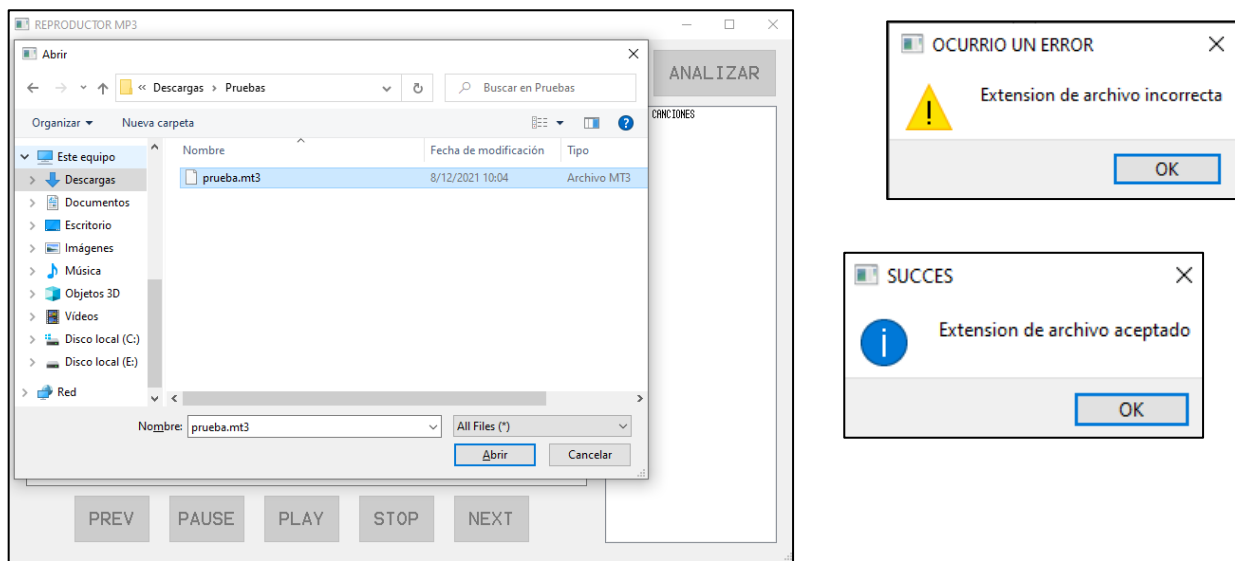 REPRODUCTOR MP3
Abrir
« Descargas › Pruebas
Buscar en Pruebas
Organizar
Nueva carpeta
Este equipo
Descargas
Documentos
Escritorio
Imágenes
Música
Objetos 3D
Vídeos
Disco local (C:)
Disco local (E:)
Red
Nombre Fecha de modificación Tipo
prueba.mt3 8/12/2021 10:04 Archivo MT3
Nombre: prueba.mt3 All Files (*)
Abrir Cancelar
ANALIZAR
CANCIONES
PREV PAUSE PLAY STOP NEXT
OCURRIO UN ERROR
Extension de archivo incorrecta
OK
SUCCES
Extension de archivo aceptado
OK